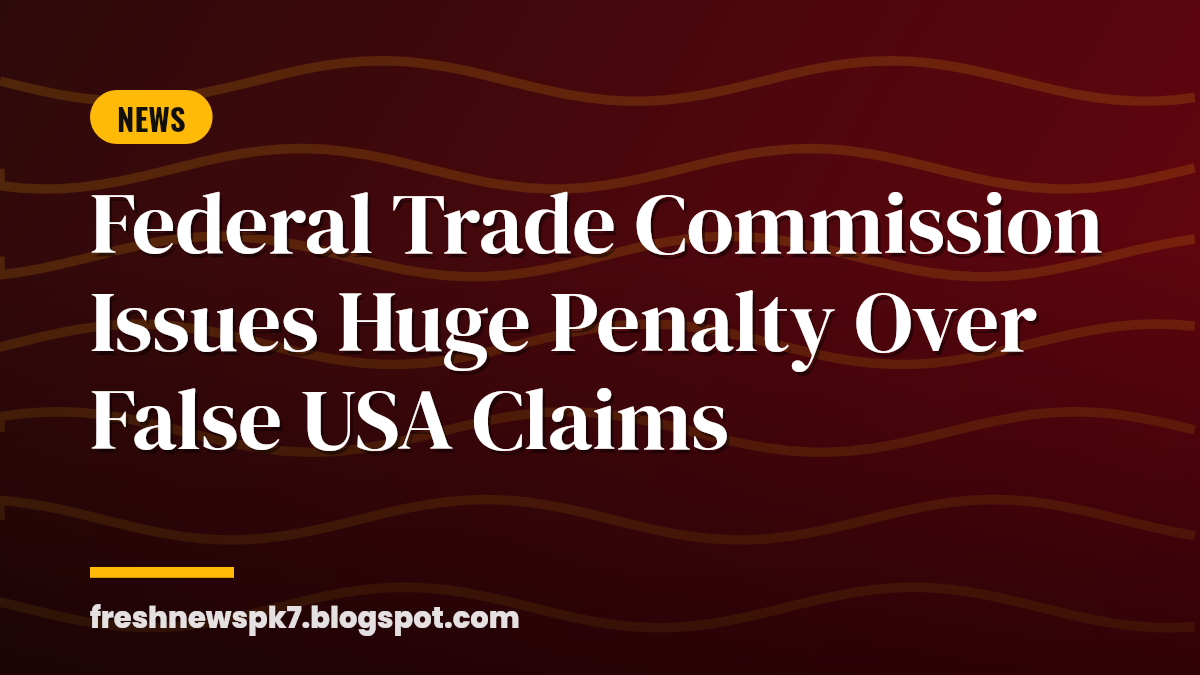 NEWS
Federal Trade Commission
Issues Huge Penalty Over
False USA Claims
freshnewspk7.blogspot.com